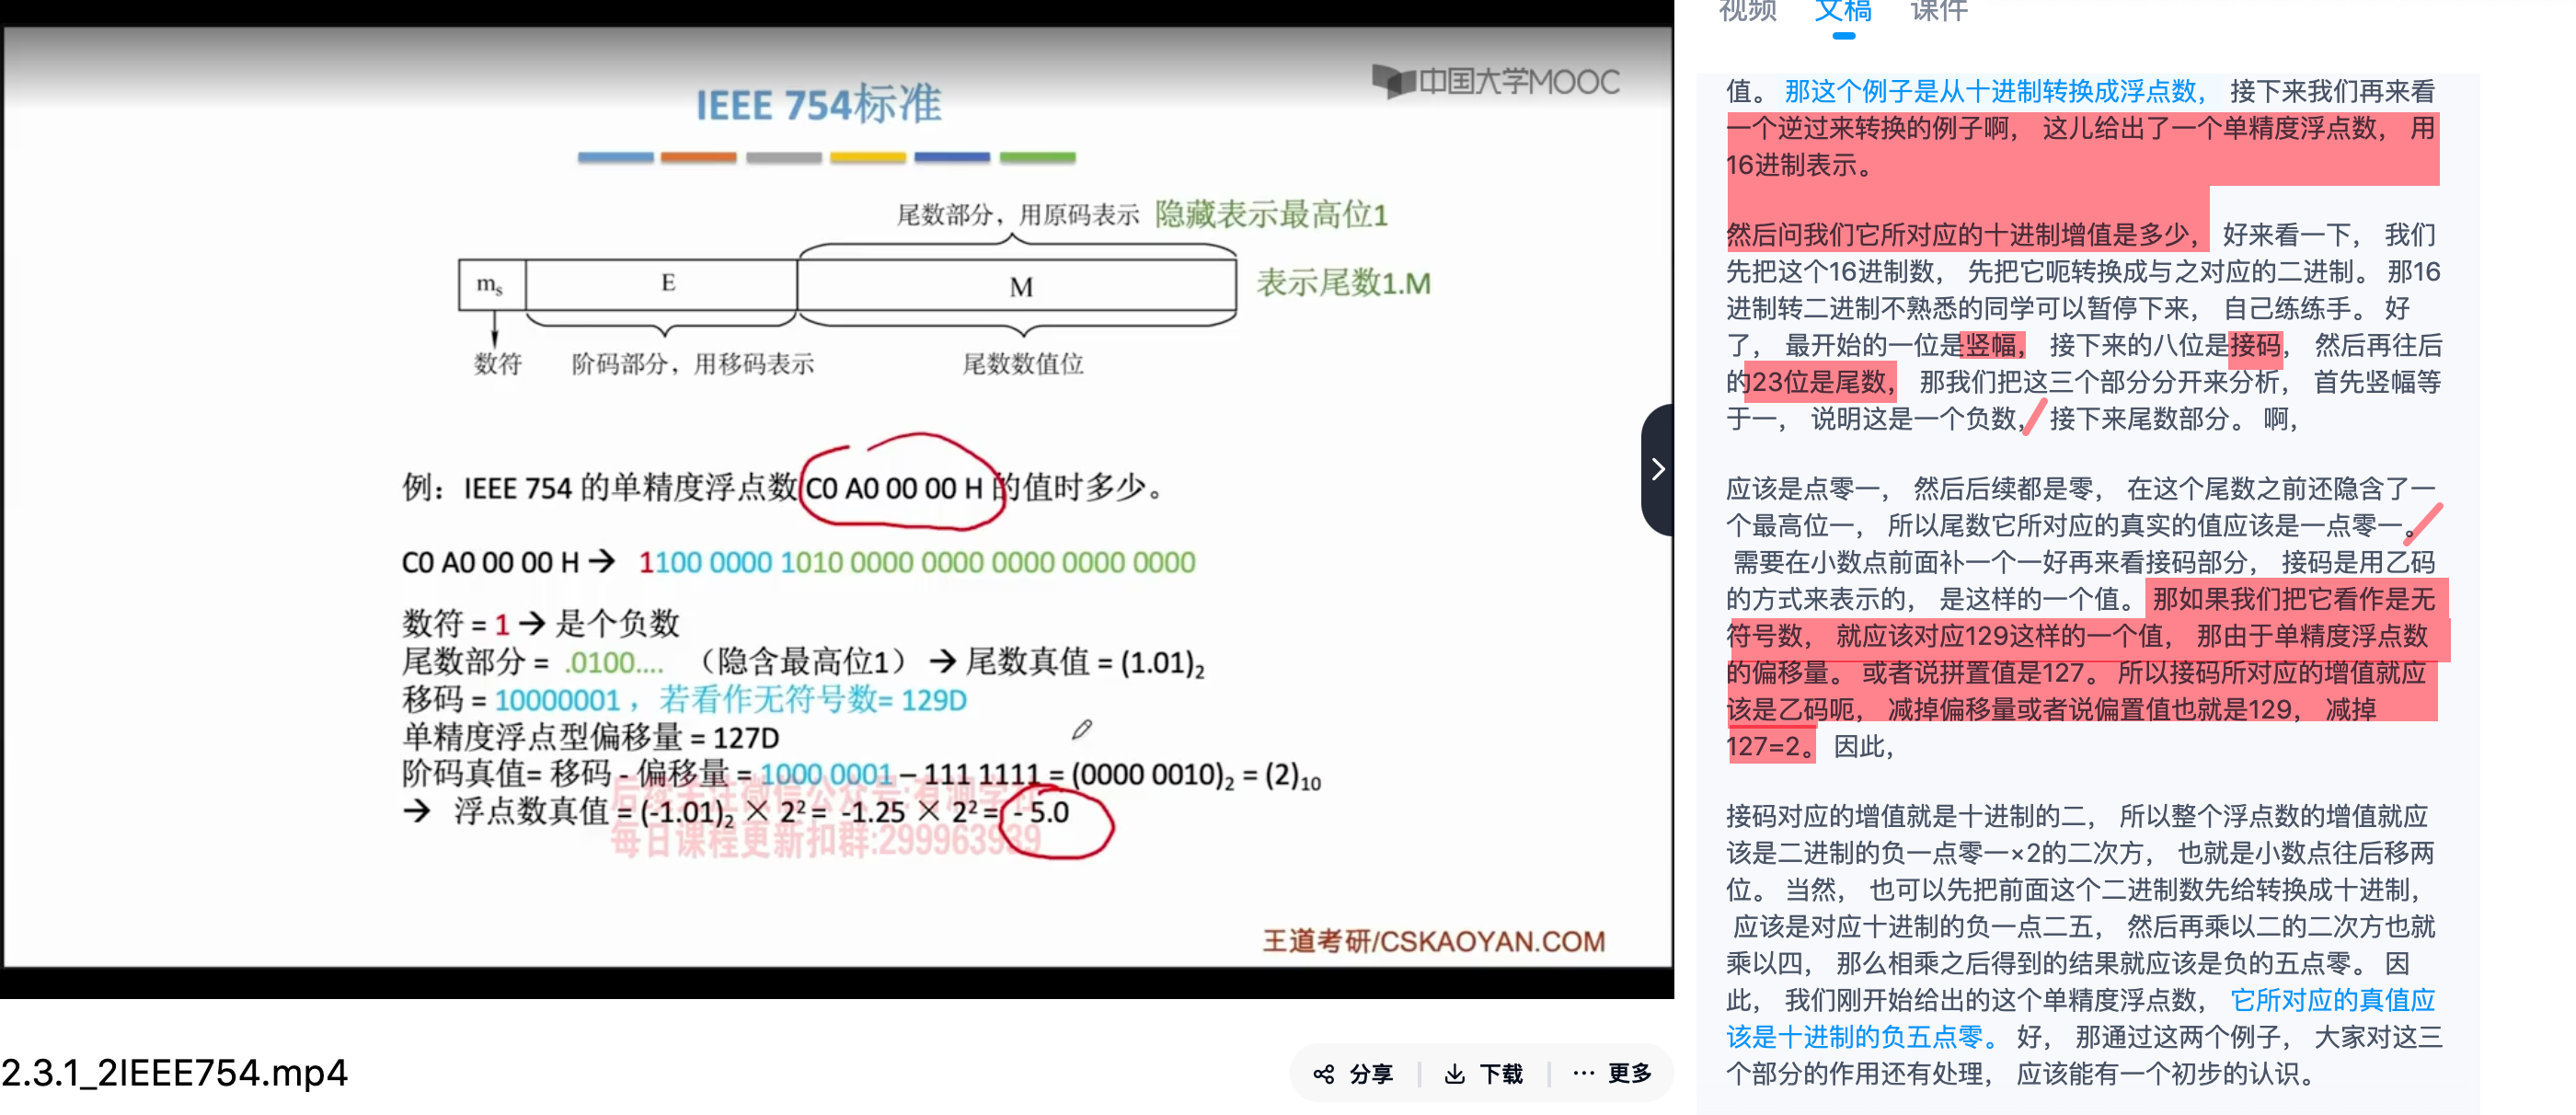 中国大学MOOC
IEEE 754标准
尾数部分，用原码表示 隐藏表示最高位1
ms E M 表示尾数1.M
数符 阶码部分，用移码表示 尾数数值位
例：IEEE 754 的单精度浮点数 C0 A0 00 00 H 的值时多少。
C0 A0 00 00 H → 1100 0000 1010 0000 0000 0000 0000 0000
数符 = 1 → 是个负数
尾数部分 = .0100.... （隐含最高位1） → 尾数真值 = (1.01)₂
移码 = 10000001 ，若看作无符号数= 129D
单精度浮点型偏移量 = 127D
阶码真值= 移码 - 偏移量 = 1000 0001 – 111 1111 = (0000 0010)₂ = (2)₁₀
→ 浮点数真值 = (-1.01)₂ × 2² = -1.25 × 2² = - 5.0
每日课程更新扣群:299963939
王道考研/CSKAOYAN.COM
2.3.1_2IEEE754.mp4
分享 下载 更多
视频 文稿 课件
值。 那这个例子是从十进制转换成浮点数， 接下来我们再来看
一个逆过来转换的例子啊， 这儿给出了一个单精度浮点数， 用
16进制表示。
然后问我们它所对应的十进制增值是多少， 好来看一下， 我们
先把这个16进制数， 先把它呃转换成与之对应的二进制。 那16
进制转二进制不熟悉的同学可以暂停下来， 自己练练手。 好
了， 最开始的一位是竖幅， 接下来的八位是接码， 然后再往后
的23位是尾数， 那我们把这三个部分分开来分析， 首先竖幅等
于一， 说明这是一个负数， 接下来尾数部分。 啊，
应该是点零一， 然后后续都是零， 在这个尾数之前还隐含了一
个最高位一， 所以尾数它所对应的真实的值应该是一点零一。
需要在小数点前面补一个一好再来看接码部分， 接码是用乙码
的方式来表示的， 是这样的一个值。 那如果我们把它看作是无
符号数， 就应该对应129这样的一个值， 那由于单精度浮点数
的偏移量。 或者说拼置值是127。 所以接码所对应的增值就应
该是乙码呃， 减掉偏移量或者说偏置值也就是129， 减掉
127=2。 因此，
接码对应的增值就是十进制的二， 所以整个浮点数的增值就应
该是二进制的负一点零一×2的二次方， 也就是小数点往后移两
位。 当然， 也可以先把前面这个二进制数先给转换成十进制，
应该是对应十进制的负一点二五， 然后再乘以二的二次方也就
乘以四， 那么相乘之后得到的结果就应该是负的五点零。 因
此， 我们刚开始给出的这个单精度浮点数， 它所对应的真值应
该是十进制的负五点零。 好， 那通过这两个例子， 大家对这三
个部分的作用还有处理， 应该能有一个初步的认识。